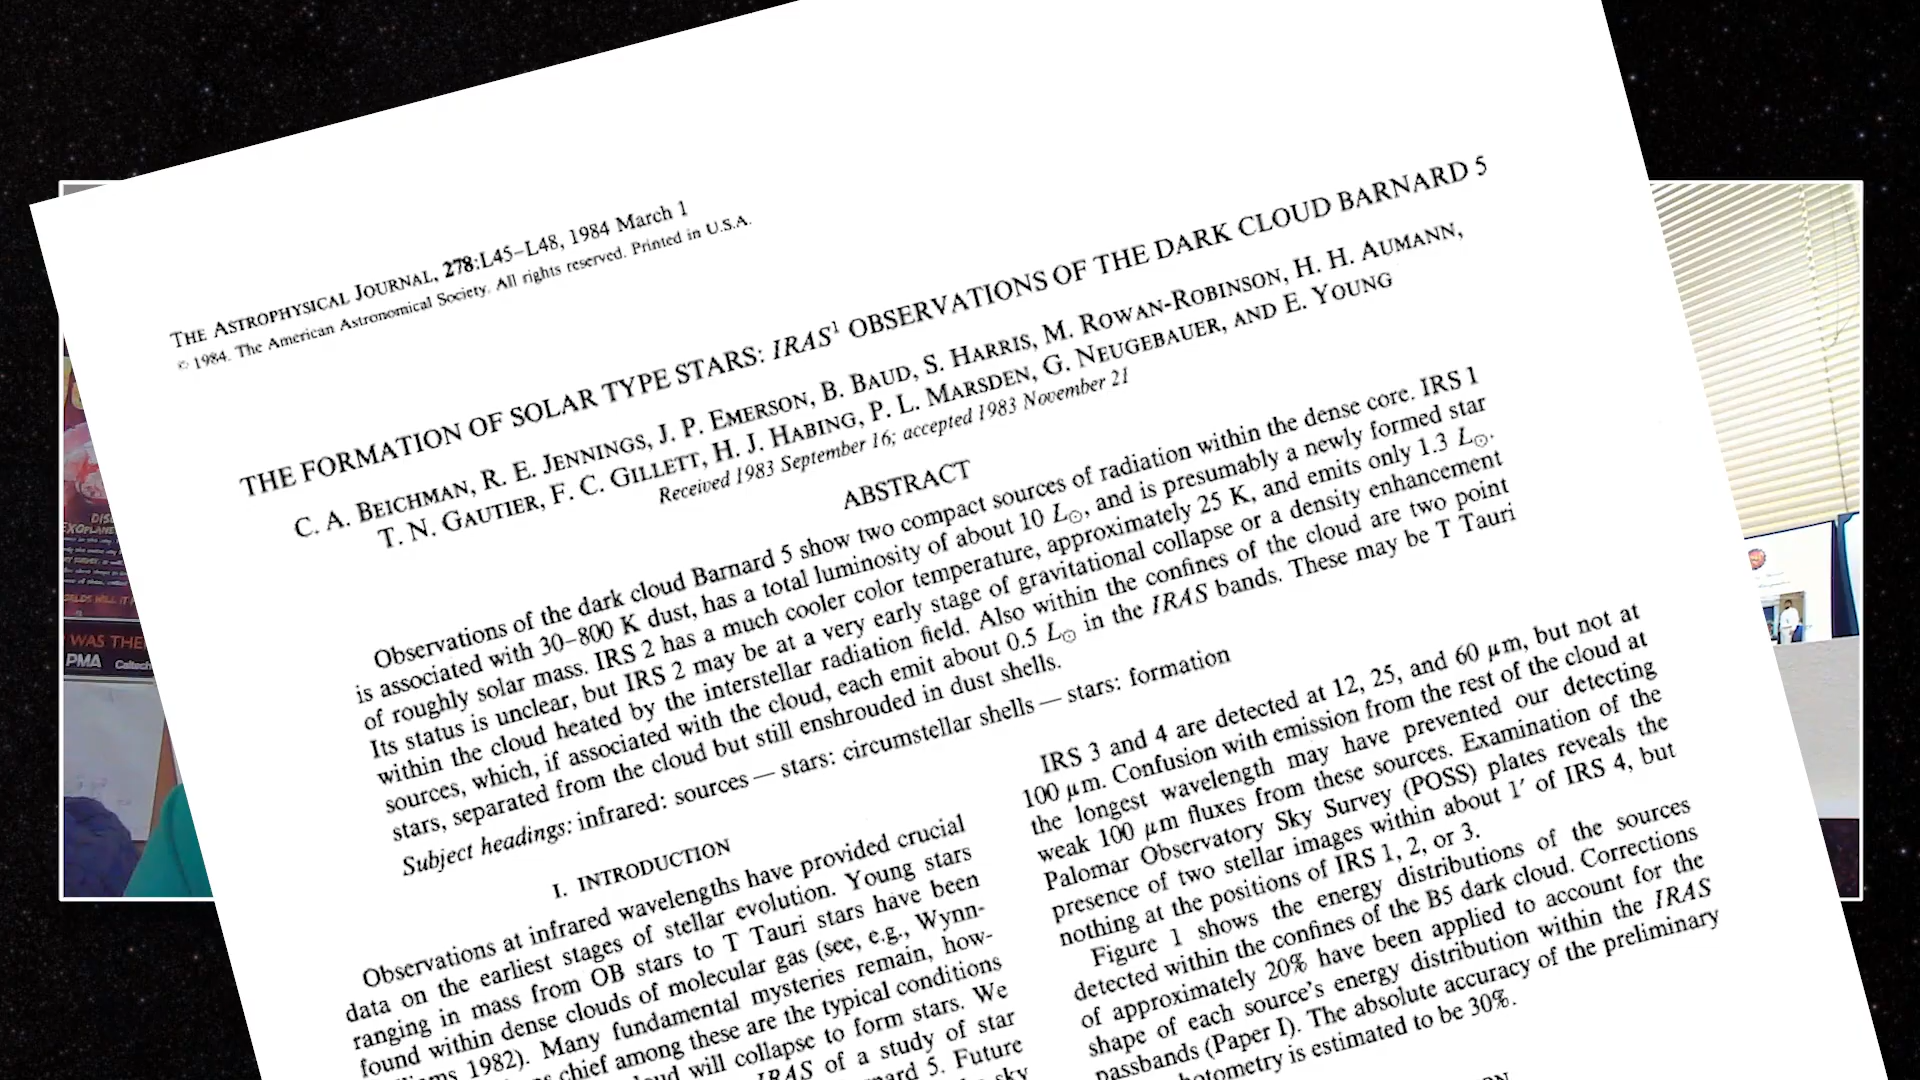 THE ASTROPHYSICAL JOURNAL, 278:L45–L48, 1984 March 1
© 1984. The American Astronomical Society. All rights reserved. Printed in U.S.A.
THE FORMATION OF SOLAR TYPE STARS: IRAS¹ OBSERVATIONS OF THE DARK CLOUD BARNARD 5
C. A. BEICHMAN, R. E. JENNINGS, J. P. EMERSON, B. BAUD, S. HARRIS, M. ROWAN-ROBINSON, H. H. AUMANN,
T. N. GAUTIER, F. C. GILLETT, H. J. HABING, P. L. MARSDEN, G. NEUGEBAUER, AND E. YOUNG
Received 1983 September 16; accepted 1983 November 21
ABSTRACT
Observations of the dark cloud Barnard 5 show two compact sources of radiation within the dense core. IRS 1
is associated with 30–800 K dust, has a total luminosity of about 10 L☉, and is presumably a newly formed star
of roughly solar mass. IRS 2 has a much cooler color temperature, approximately 25 K, and emits only 1.3 L☉.
Its status is unclear, but IRS 2 may be at a very early stage of gravitational collapse or a density enhancement
within the cloud heated by the interstellar radiation field. Also within the confines of the cloud are two point
sources, which, if associated with the cloud, each emit about 0.5 L☉ in the IRAS bands. These may be T Tauri
stars, separated from the cloud but still enshrouded in dust shells.
Subject headings: infrared: sources — stars: circumstellar shells — stars: formation
I. INTRODUCTION
Observations at infrared wavelengths have provided crucial
data on the earliest stages of stellar evolution. Young stars
ranging in mass from OB stars to T Tauri stars have been
found within dense clouds of molecular gas (see, e.g., Wynn-
1982). Many fundamental mysteries remain, how-
chief among these are the typical conditions
will collapse to form stars. We
IRAS of a study of star
5. Future
sky
IRS 3 and 4 are detected at 12, 25, and 60 μm, but not at
100 μm. Confusion with emission from the rest of the cloud at
the longest wavelength may have prevented our detecting
weak 100 μm fluxes from these sources. Examination of the
Palomar Observatory Sky Survey (POSS) plates reveals the
presence of two stellar images within about 1′ of IRS 4, but
nothing at the positions of IRS 1, 2, or 3.
Figure 1 shows the energy distributions of the sources
detected within the confines of the B5 dark cloud. Corrections
of approximately 20% have been applied to account for the
shape of each source's energy distribution within the IRAS
passbands (Paper I). The absolute accuracy of the preliminary
photometry is estimated to be 30%.
WAS THE
PMA Caltech